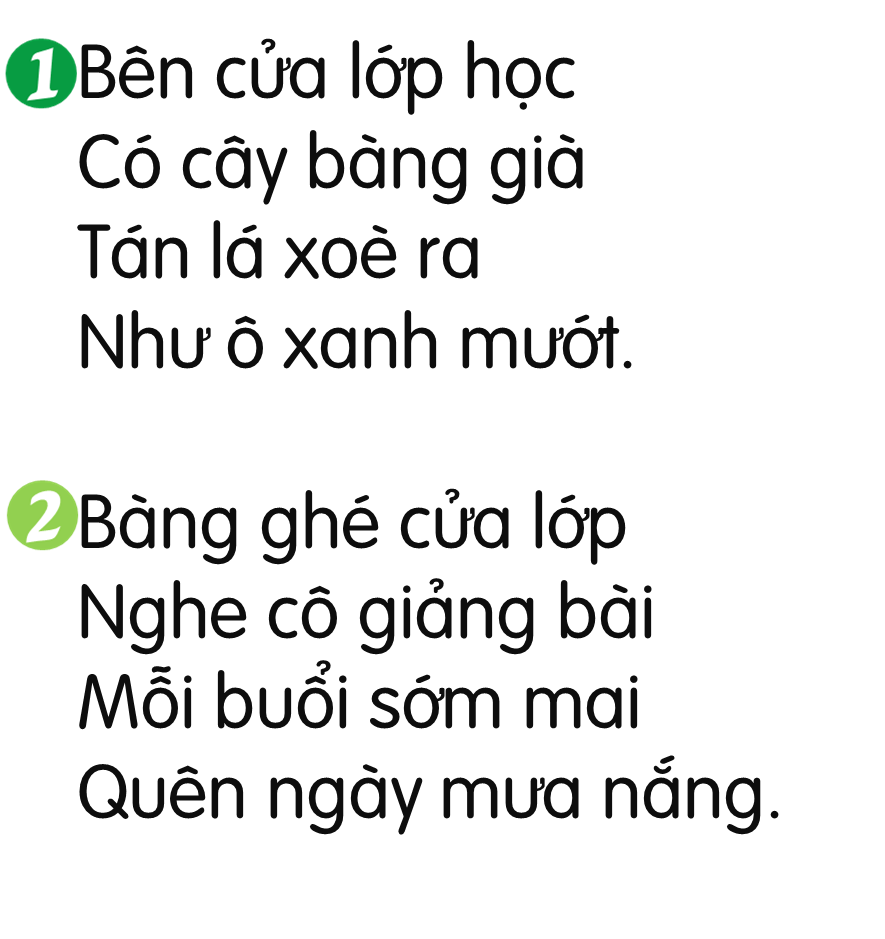 1 Bên cửa lớp học
Có cây bàng già
Tán lá xoè ra
Như ô xanh mướt.
2 Bàng ghé cửa lớp
Nghe cô giảng bài
Mỗi buổi sớm mai
Quên ngày mưa nắng.